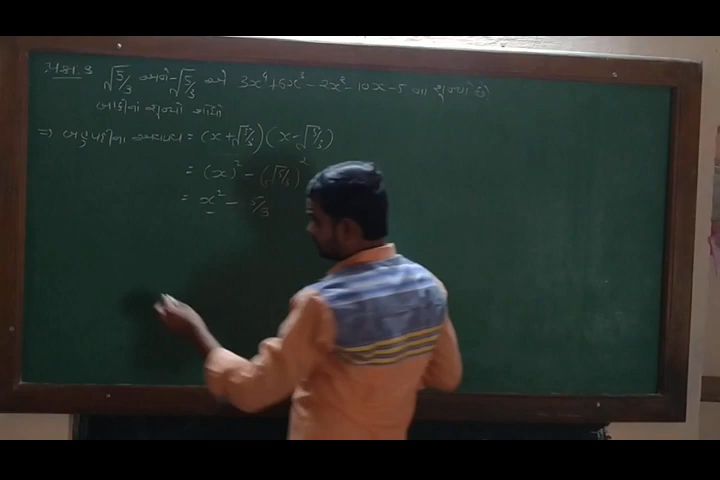 પ્રશ્ન. 3 √5/3 અને -√5/3 એ 3x⁴+6x³-2x²-10x-5 ના શૂન્યો છે
બાકીનાં શૂન્યો શોધો
⇒ બહુપદીના અવયવ = (x+√5/3)(x-√5/3)
= (x)² - (√5/3)²
= x² - 5/3